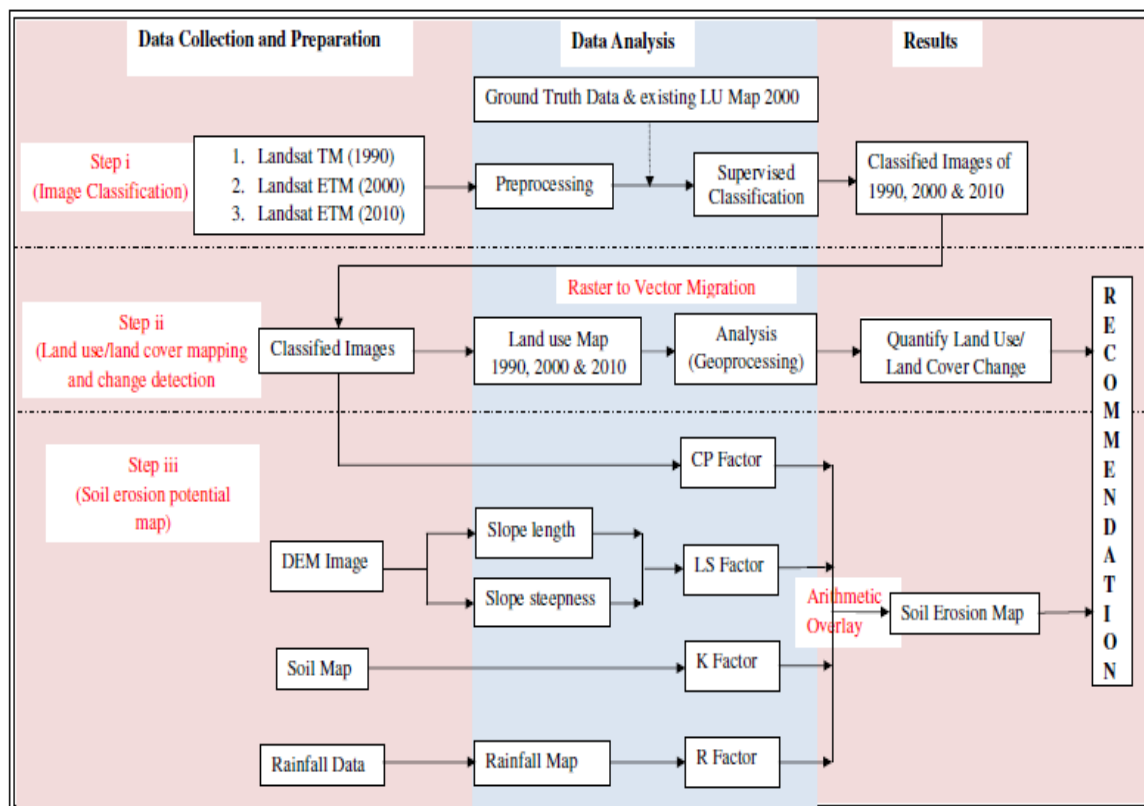 Data Collection and Preparation
Data Analysis
Results
Ground Truth Data & existing LU Map 2000
Step i
(Image Classification)
1. Landsat TM (1990)
2. Landsat ETM (2000)
3. Landsat ETM (2010)
Preprocessing
Supervised
Classification
Classified Images of
1990, 2000 & 2010
Raster to Vector Migration
Step ii
(Land use/land cover mapping
and change detection
Classified Images
Land use Map
1990, 2000 & 2010
Analysis
(Geoprocessing)
Quantify Land Use/
Land Cover Change
RECOMMENDATION
Step iii
(Soil erosion potential
map)
CP Factor
DEM Image
Slope length
Slope steepness
LS Factor
Arithmetic
Overlay
Soil Erosion Map
Soil Map
K Factor
Rainfall Data
Rainfall Map
R Factor